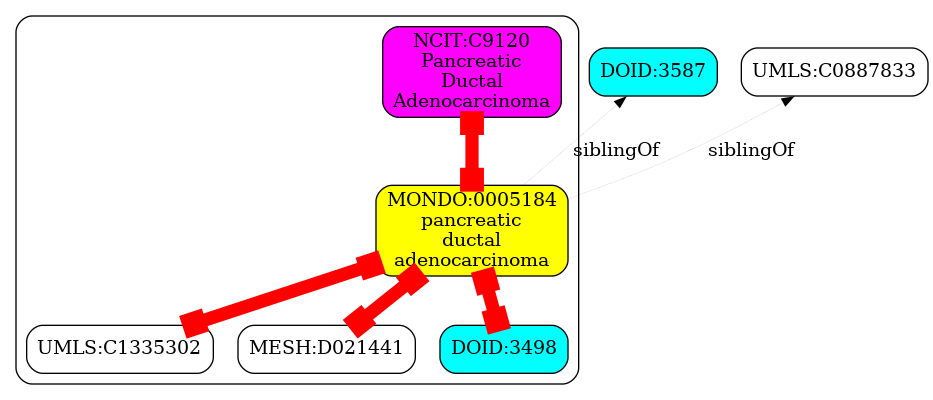 NCIT:C9120
Pancreatic
Ductal
Adenocarcinoma
DOID:3587
UMLS:C0887833
siblingOf
siblingOf
MONDO:0005184
pancreatic
ductal
adenocarcinoma
UMLS:C1335302
MESH:D021441
DOID:3498